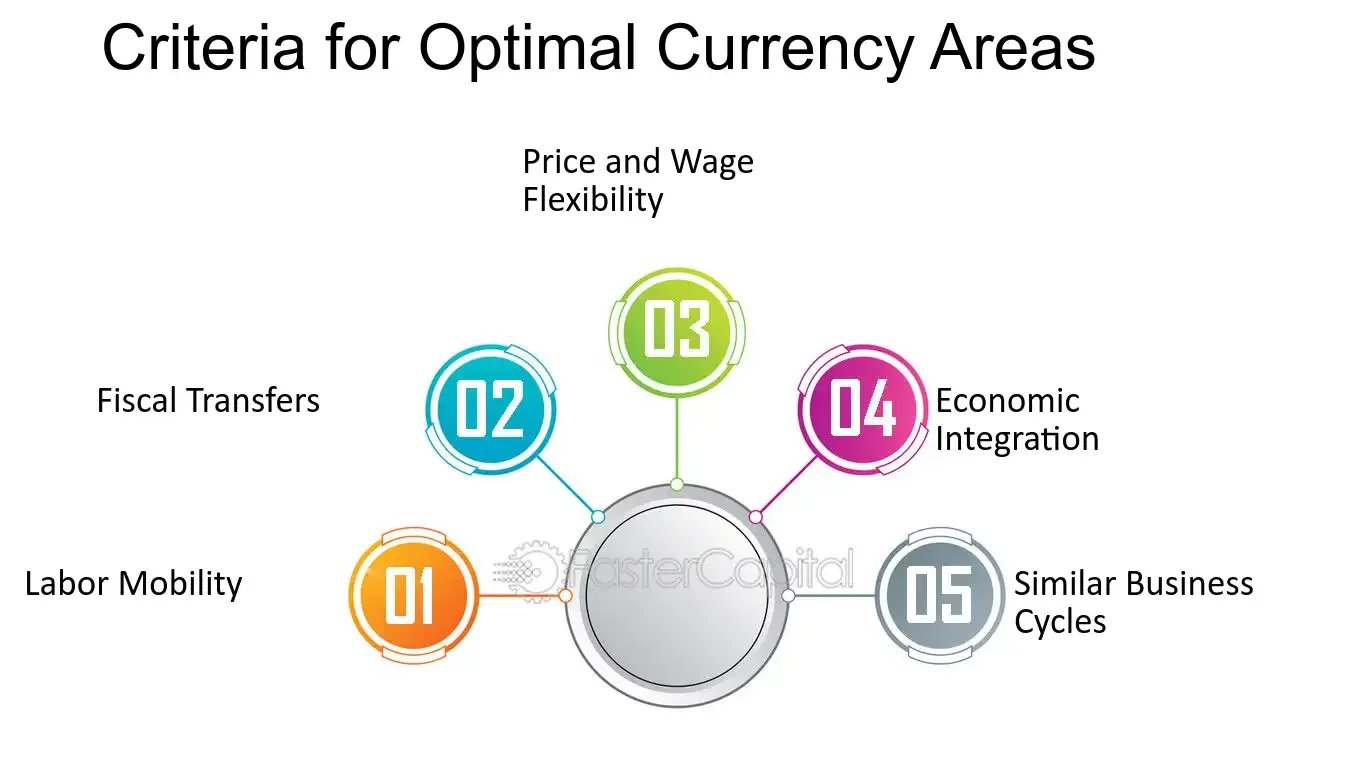 Criteria for Optimal Currency Areas
Price and Wage
Flexibility
03
02
04
Fiscal Transfers
Economic
Integration
FasterCapital
01
05
Labor Mobility
Similar Business
Cycles